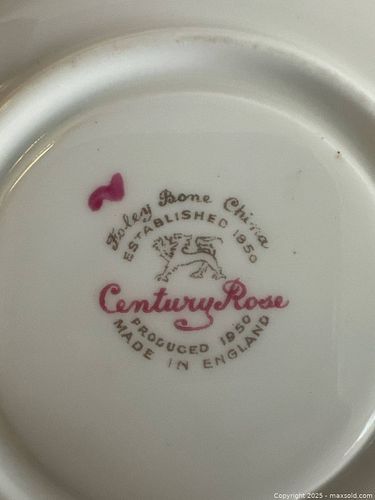 Foley Bone China
ESTABLISHED 1850
Century Rose
PRODUCED 1950
MADE IN ENGLAND
Copyright 2025 - maxsold.com